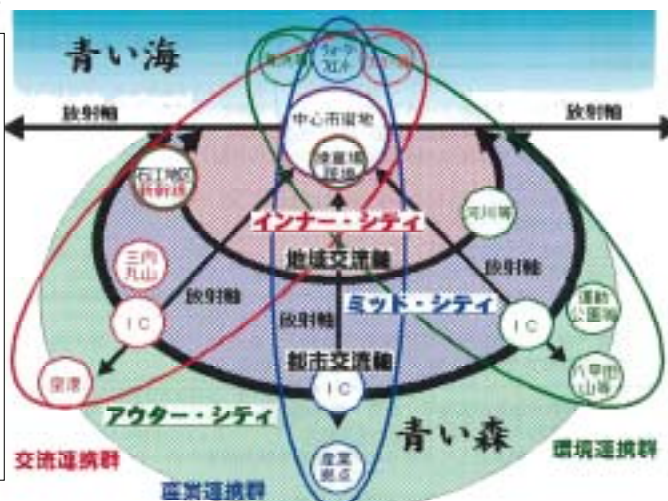 青い海
ウォーターフロント
放射軸
放射軸
中心市街地
石江地区
新幹線
操車場
跡地
河川等
インナー・シティ
地域交流軸
三内
丸山
放射軸
放射軸
放射軸
ミッド・シティ
運動
公園等
IC
IC
都市交流軸
IC
空港
八甲田
山等
アウター・シティ
青い森
交流連携群
環境連携群
産業
拠点
産業連携群